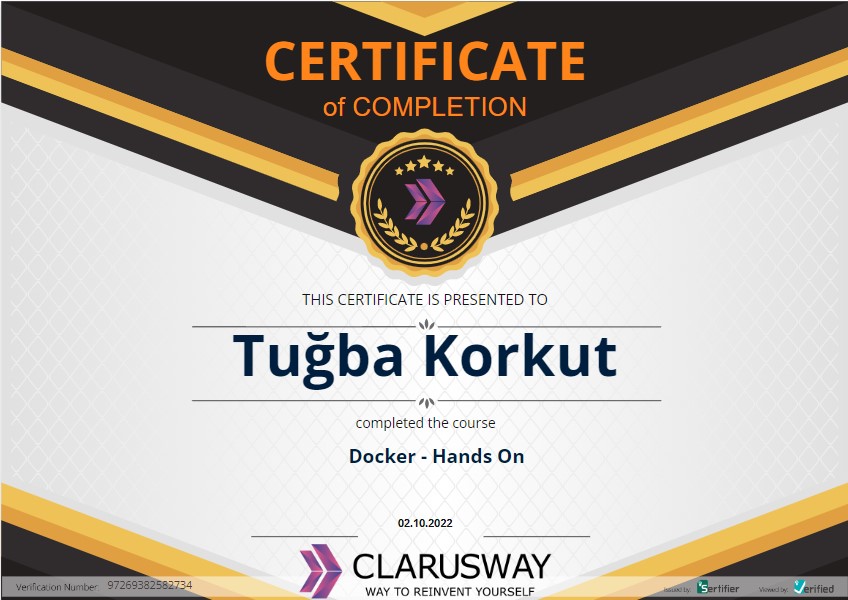 CERTIFICATE
of COMPLETION
THIS CERTIFICATE IS PRESENTED TO
Tuğba Korkut
completed the course
Docker - Hands On
02.10.2022
CLARUSWAY
WAY TO REINVENT YOURSELF
Verification Number: 97269382582734
Issued by: Sertifier
Viewed by: Verified